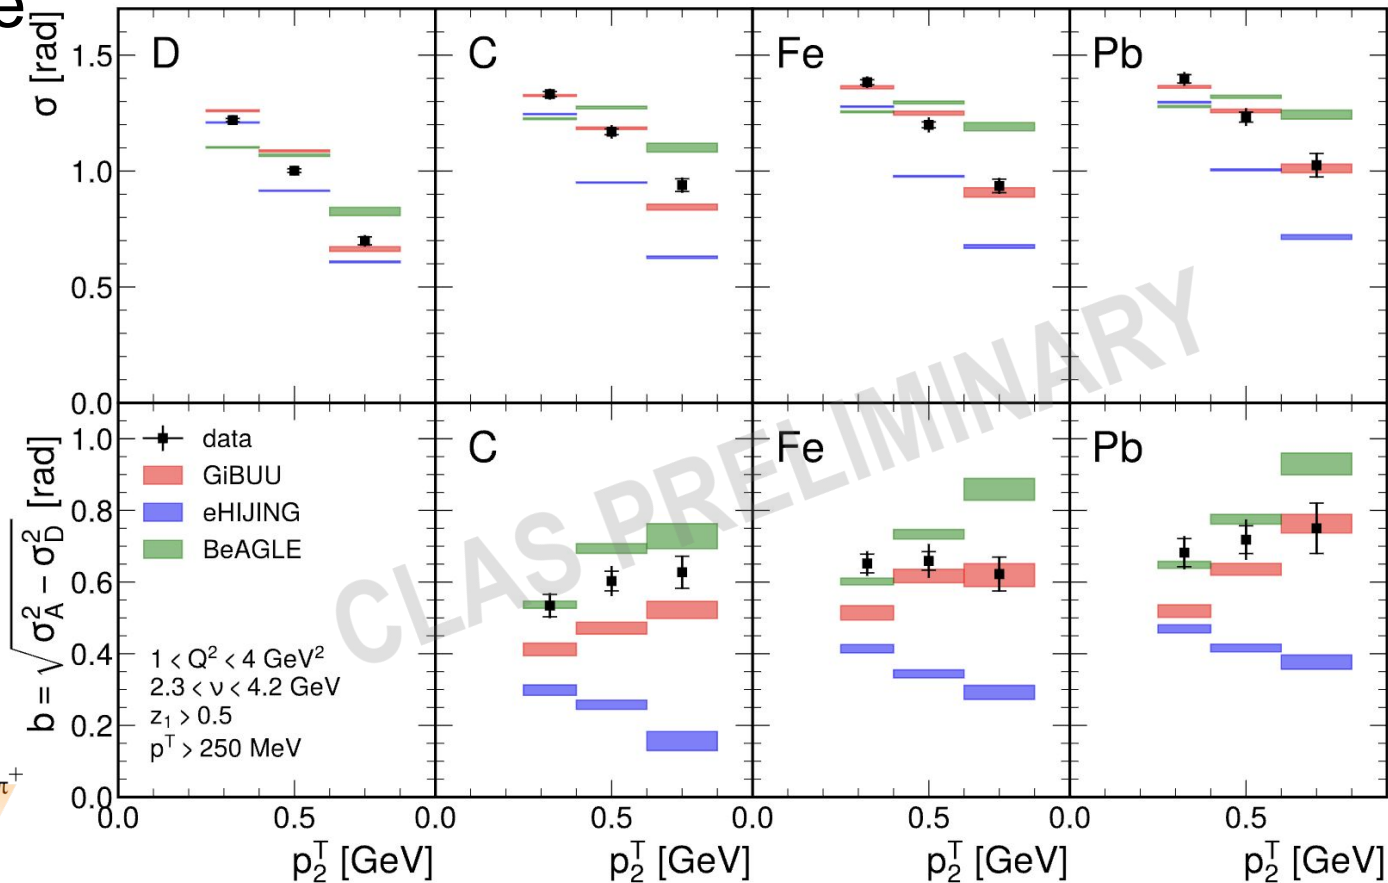 e
σ [rad]
D
C
Fe
Pb
1.5
1.0
0.5
0.0
b = √σ²_A − σ²_D [rad]
C
Fe
Pb
1.0
0.8
0.6
0.4
0.2
0.0
data
GiBUU
eHIJING
BeAGLE
1 < Q² < 4 GeV²
2.3 < ν < 4.2 GeV
z₁ > 0.5
pᵀ > 250 MeV
CLAS PRELIMINARY
π⁺
0.0 0.5 0.0 0.5 0.0 0.5 0.0 0.5
p₂ᵀ [GeV] p₂ᵀ [GeV] p₂ᵀ [GeV] p₂ᵀ [GeV]